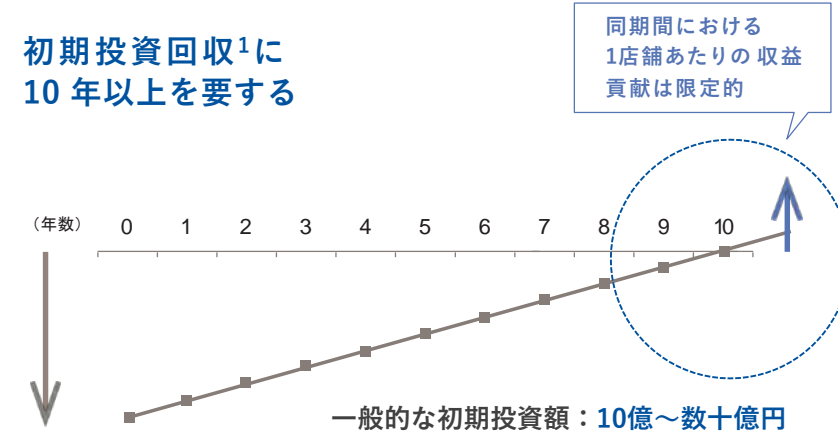 初期投資回収1に
10 年以上を要する
同期間における
1店舗あたりの 収益
貢献は限定的
（年数） 0 1 2 3 4 5 6 7 8 9 10
一般的な初期投資額：10億～数十億円